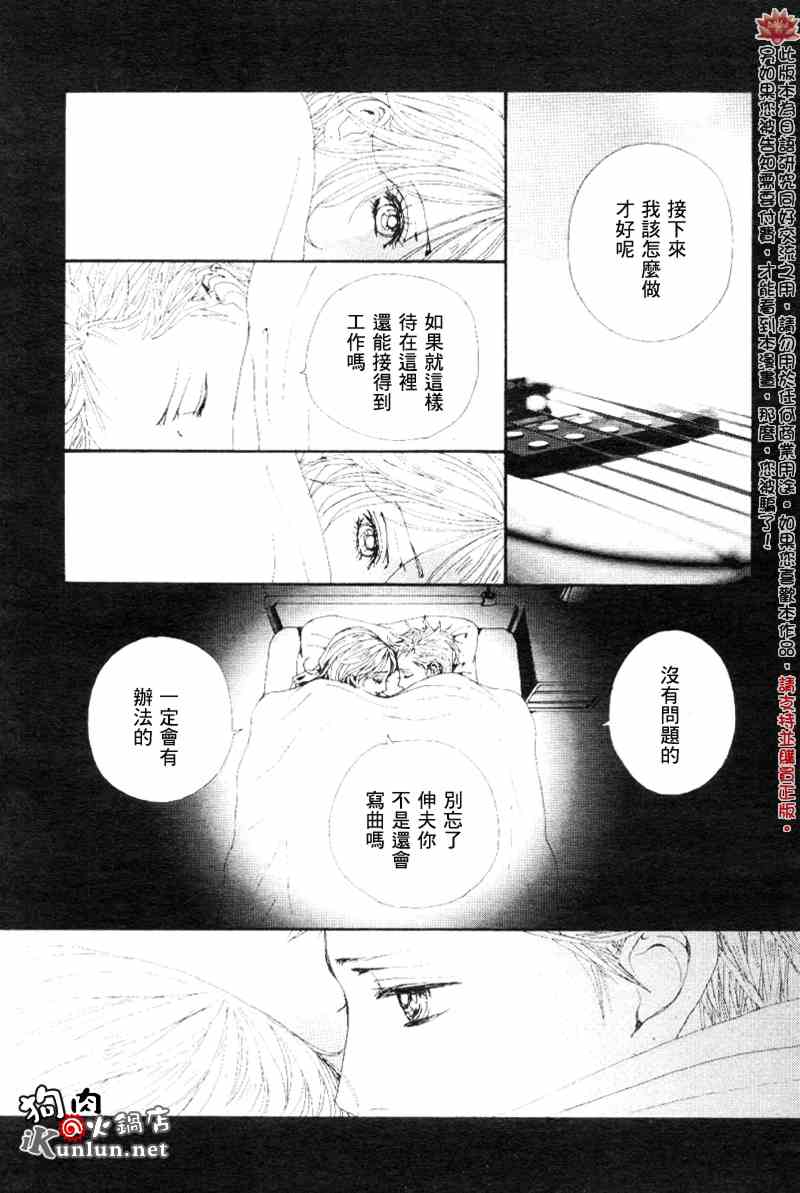 接下來
我該怎麼做
才好呢
如果就這樣
待在這裡
還能接得到
工作嗎
沒有問題的
別忘了
伸夫你
不是還會
寫曲嗎
一定會有
辦法的
此版本為日語研究同好交流之用，請勿用於任何商業用途。如果您喜歡本作品，請支持並購買正版。
如果您被告知需要付費，才能看到本漫畫，那麼，您被騙了！
狗肉
火鍋店
iKunlun.net